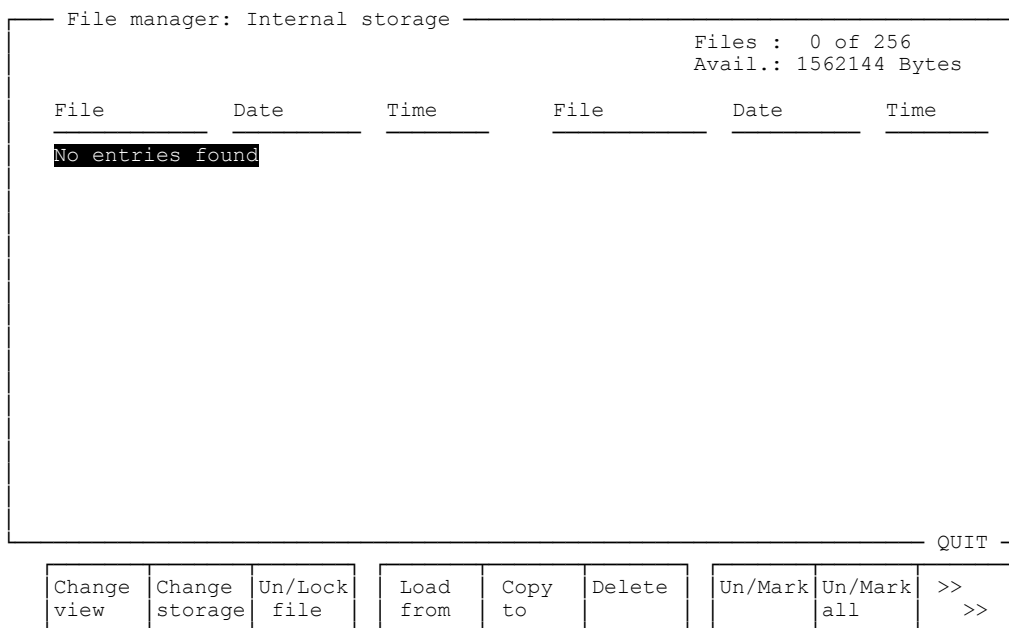 File manager: Internal storage
Files :  0 of 256
Avail.: 1562144 Bytes
File Date Time File Date Time
No entries found
QUIT
Change Change Un/Lock Load Copy Delete Un/Mark Un/Mark >>
view storage file from to all >>